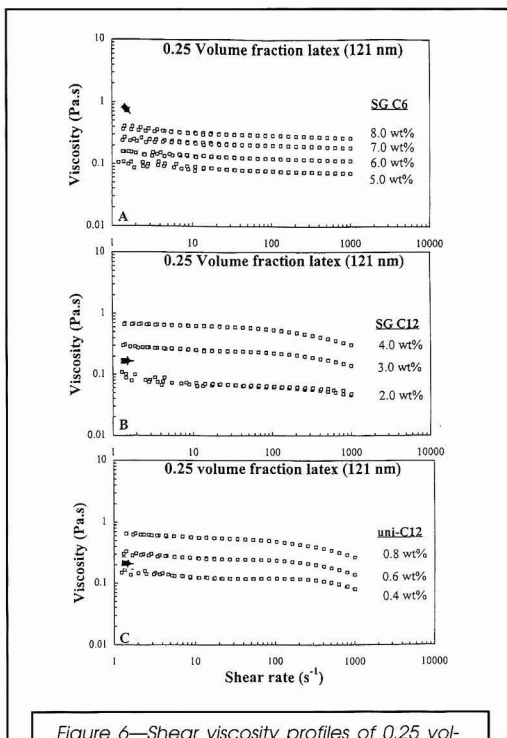 0.25 Volume fraction latex (121 nm)
10
1
0.1
0.01
Viscosity (Pa.s)
SG C6
8.0 wt%
7.0 wt%
6.0 wt%
5.0 wt%
A
1 10 100 1000 10000
0.25 Volume fraction latex (121 nm)
10
1
0.1
0.01
Viscosity (Pa.s)
SG C12
4.0 wt%
3.0 wt%
2.0 wt%
B
1 10 100 1000 10000
0.25 volume fraction latex (121 nm)
10
1
0.1
0.01
Viscosity (Pa.s)
uni-C12
0.8 wt%
0.6 wt%
0.4 wt%
C
1 10 100 1000 10000
Shear rate (s⁻¹)
Figure 6—Shear viscosity profiles of 0.25 vol-